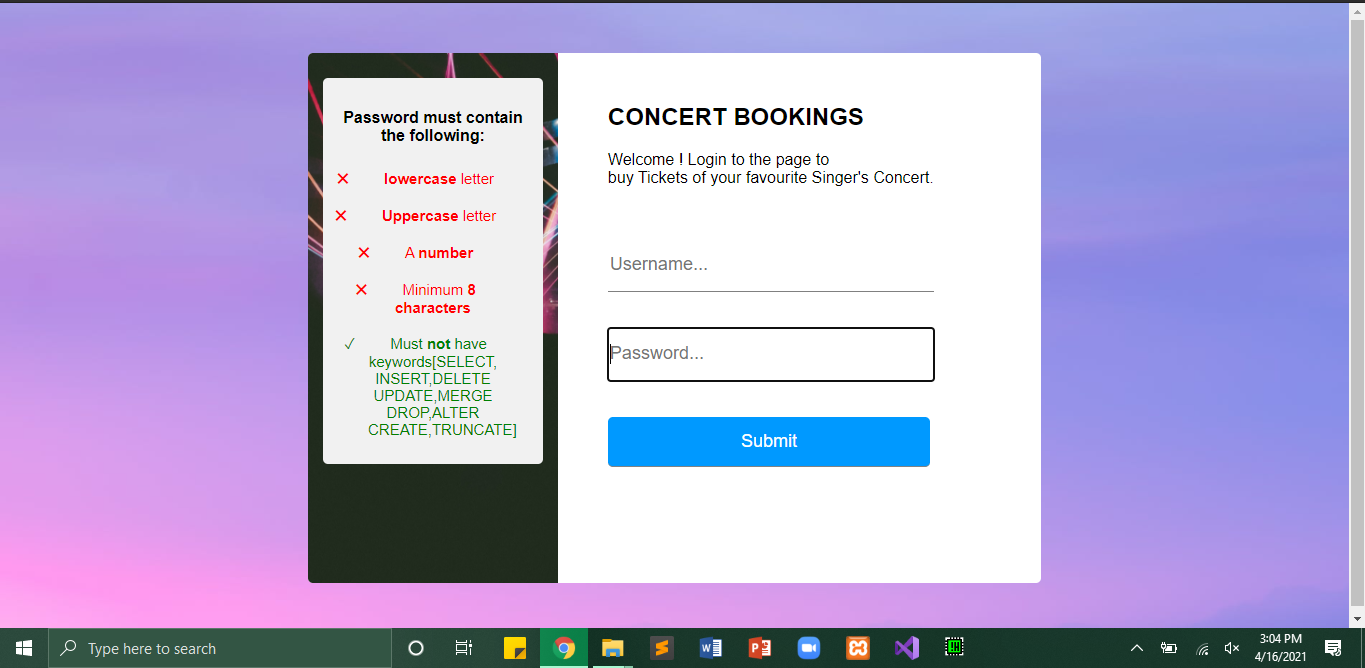 Password must contain
the following:
✕ lowercase letter
✕ Uppercase letter
✕ A number
✕ Minimum 8
characters
✓ Must not have
keywords[SELECT,
INSERT,DELETE
UPDATE,MERGE
DROP,ALTER
CREATE,TRUNCATE]
CONCERT BOOKINGS
Welcome ! Login to the page to
buy Tickets of your favourite Singer's Concert.
Username...
Password...
Submit
Type here to search
3:04 PM
4/16/2021